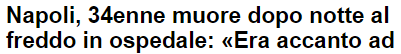 Napoli, 34enne muore dopo notte al
freddo in ospedale: «Era accanto ad